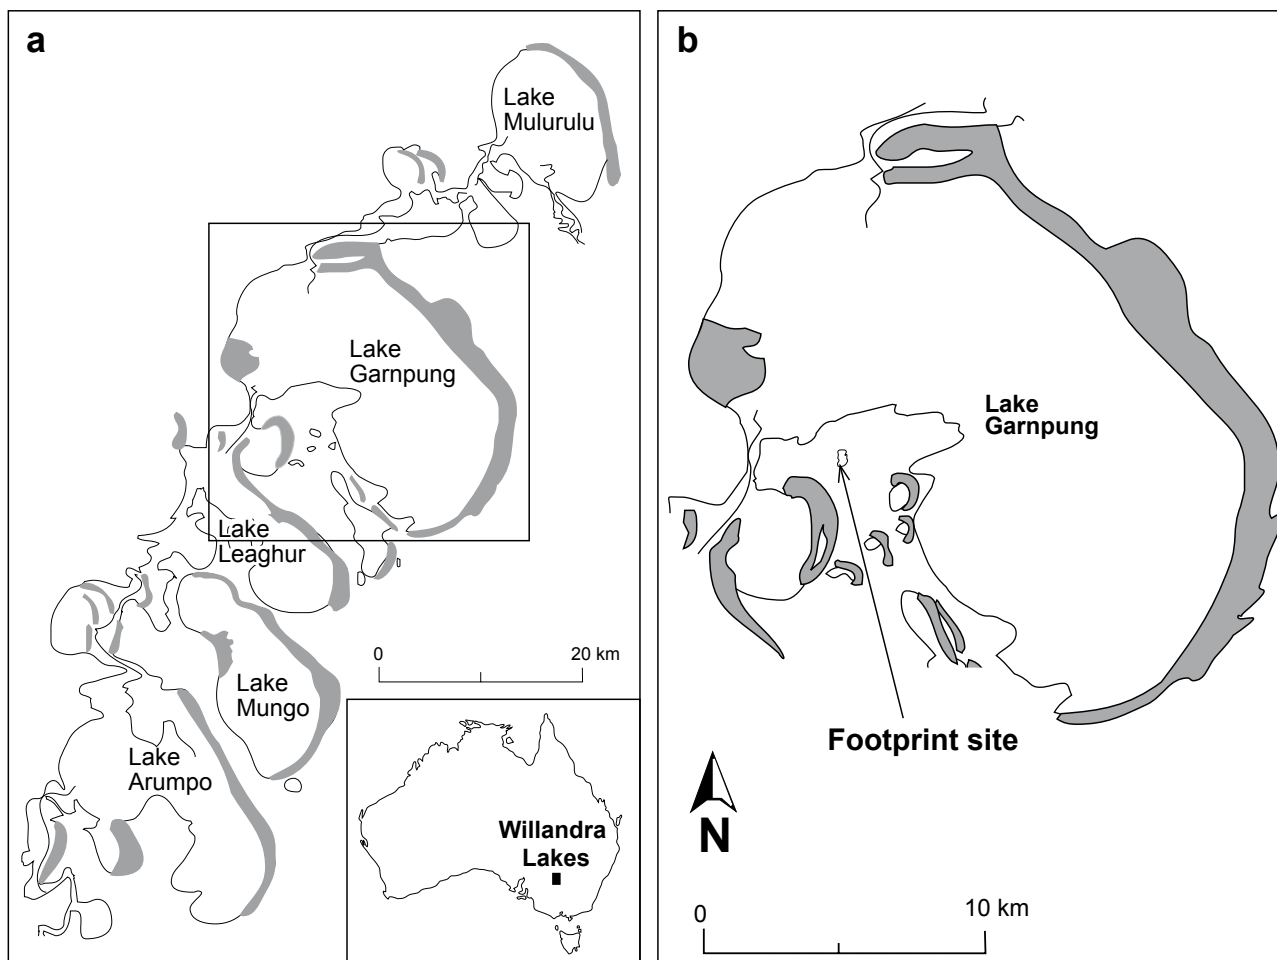 a
Lake
Mulurulu
Lake
Garnpung
Lake
Leaghur
0
20 km
Lake
Mungo
Lake
Arumpo
Willandra
Lakes
b
Lake
Garnpung
Footprint site
N
0
10 km